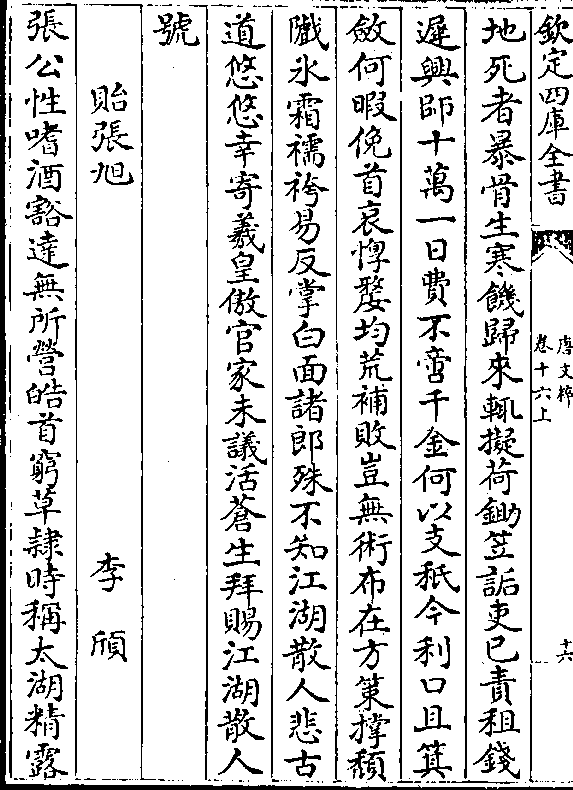 欽定四庫全書
唐文粹
卷十六上
十六
地死者暴骨生寒饑歸來輒擬荷鋤笠詬吏已責租錢
遲興師十萬一日費不啻千金何以支秖今利口且箕
斂何暇俛首哀惸嫠均荒補敗豈無術布在方策撐頹
隵氷霜襦袴易反掌白面諸郎殊不知江湖散人悲古
道悠悠幸寄羲皇傲官家未議活蒼生拜賜江湖散人
號
貽張旭
李頎
張公性嗜酒豁達無所營皓首窮草隸時稱太湖精露